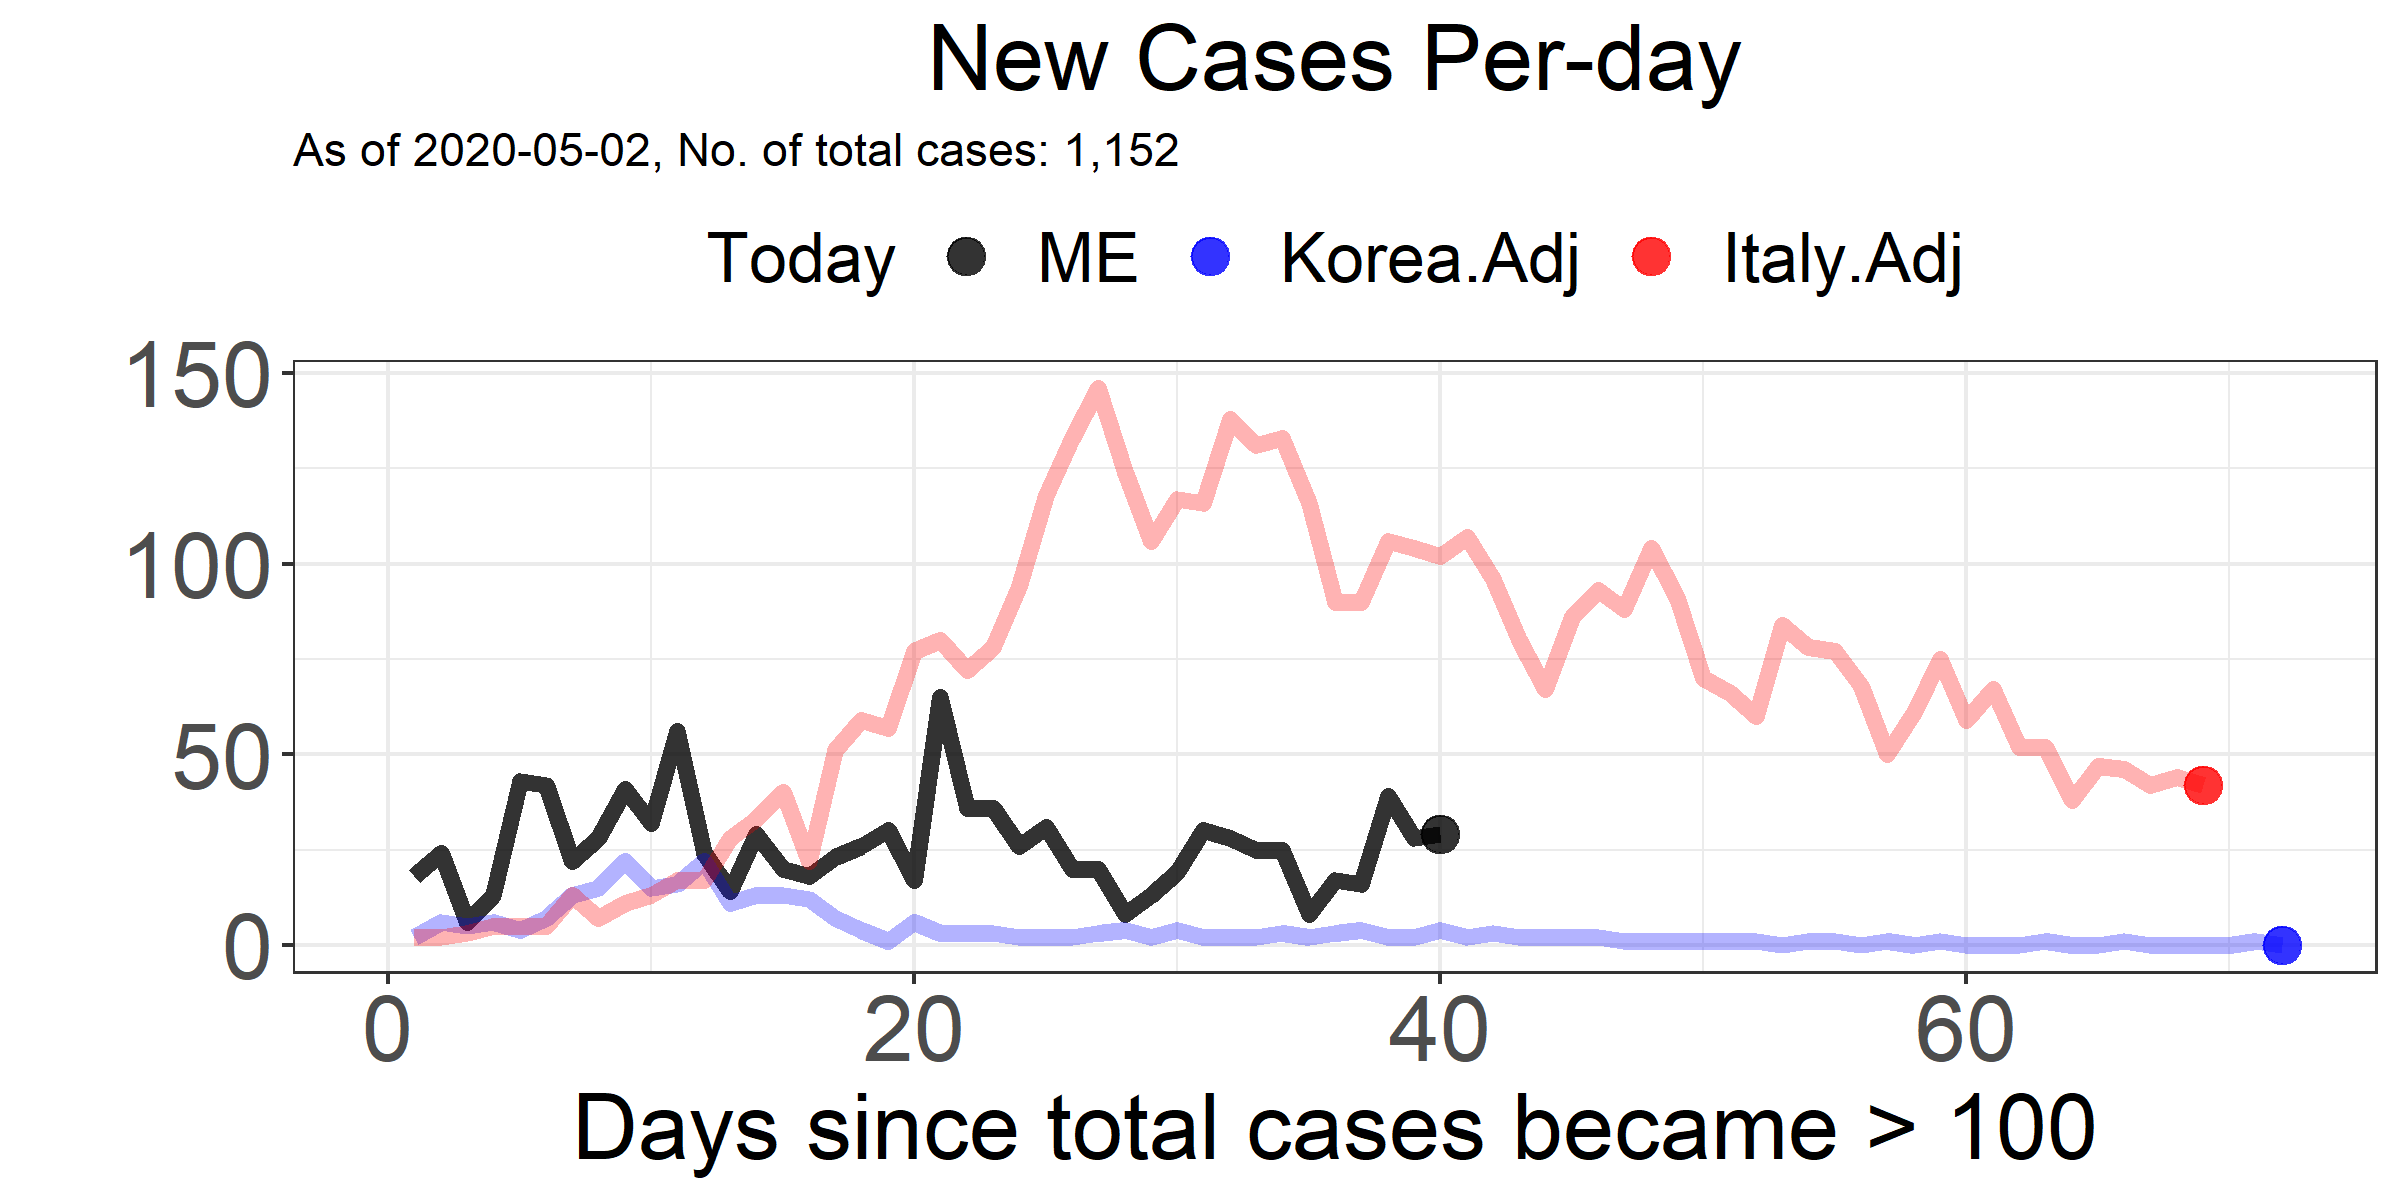 New Cases Per-day
As of 2020-05-02, No. of total cases: 1,152
Today ME Korea.Adj Italy.Adj
150
100
50
0
0 20 40 60
Days since total cases became > 100